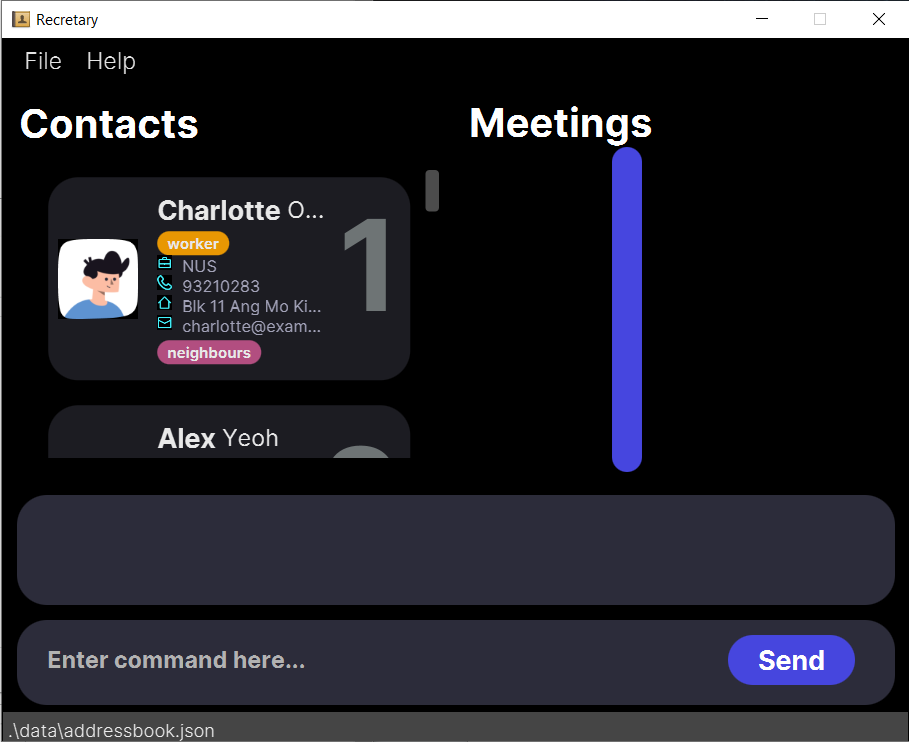 Recretary
File Help
Contacts
Meetings
Charlotte O...
1
worker
NUS
93210283
Blk 11 Ang Mo Ki...
charlotte@exam...
neighbours
Alex Yeoh
Enter command here...
Send
.\data\addressbook.json